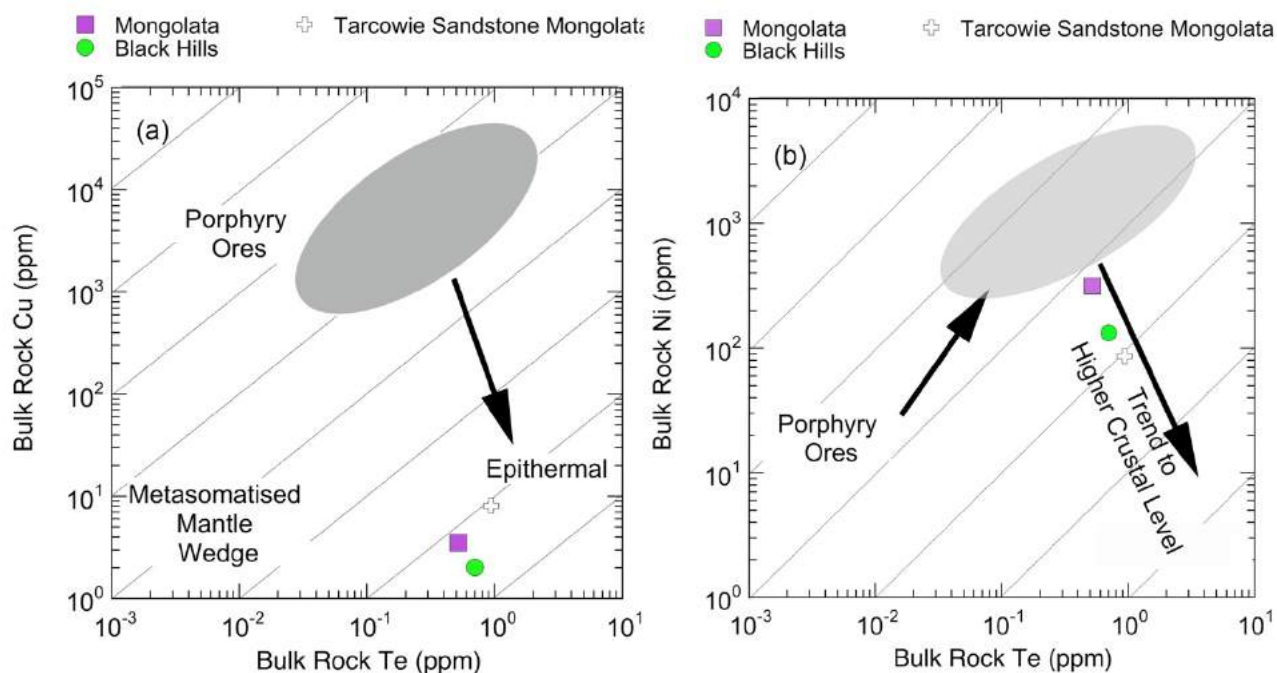 Mongolata
Tarcowie Sandstone Mongolata
Black Hills
10^5
10^4
10^3
10^2
10^1
10^0
Bulk Rock Cu (ppm)
(a)
Porphyry
Ores
Epithermal
Metasomatised
Mantle
Wedge
10^-3
10^-2
10^-1
10^0
10^1
Bulk Rock Te (ppm)
Mongolata
Tarcowie Sandstone Mongolata
Black Hills
10^4
10^3
10^2
10^1
10^0
Bulk Rock Ni (ppm)
(b)
Porphyry
Ores
Trend to
Higher Crustal Level
10^-3
10^-2
10^-1
10^0
10^1
Bulk Rock Te (ppm)